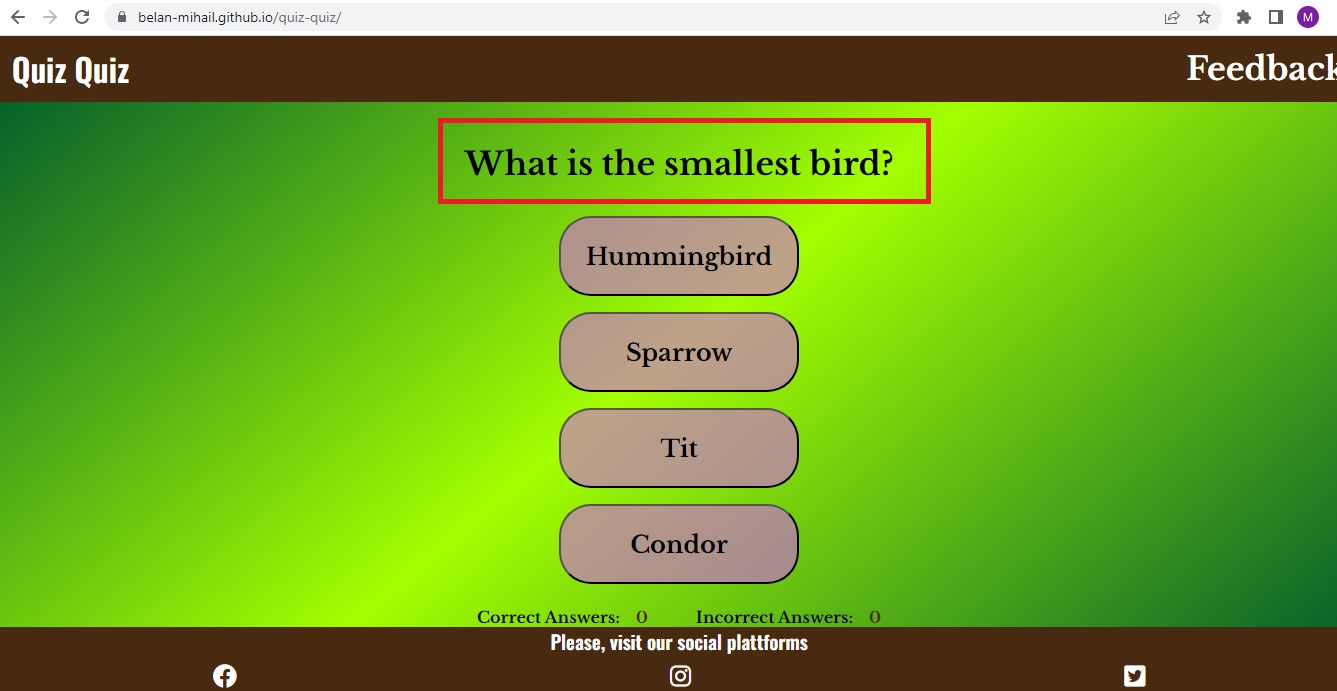 belan-mihail.github.io/quiz-quiz/
M
Quiz Quiz
Feedback
What is the smallest bird?
Hummingbird
Sparrow
Tit
Condor
Correct Answers: 0 Incorrect Answers: 0
Please, visit our social plattforms